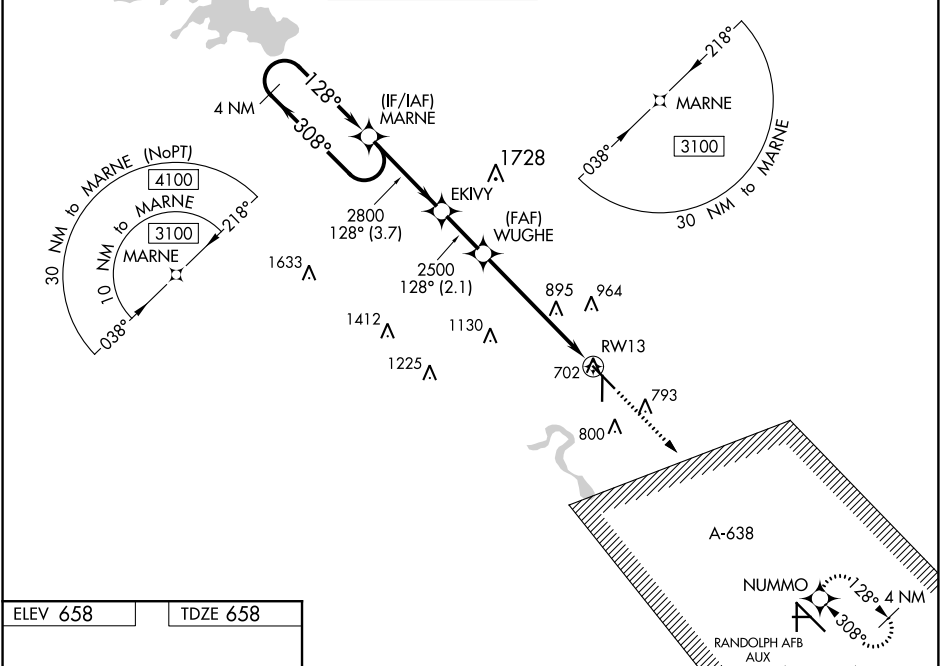 128°
4 NM
308°
(IF/IAF)
MARNE
218°
MARNE
3100
038°
30 NM to MARNE
30 NM to MARNE (NoPT)
4100
10 NM to MARNE
3100
218°
MARNE
038°
1728
EKIVY
2800
128° (3.7)
(FAF)
WUGHE
2500
128° (2.1)
1633
895
964
1412
1130
1225
RW13
702
793
800
A-638
NUMMO
128°
4 NM
308°
RANDOLPH AFB
AUX
ELEV 658
TDZE 658